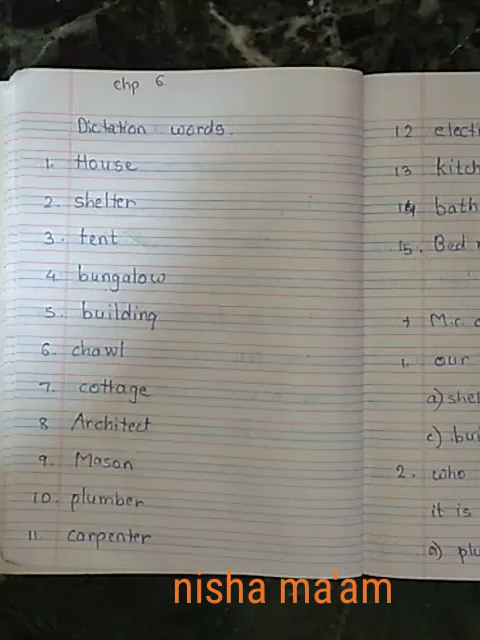 chp 6
Dictation words.
1. House
2. shelter
3. tent
4. bungalow
5. building
6. chawl
7. cottage
8 Architect
9. Mason
10. plumber
11. carpenter
12
13
14 bath
15. Bed
M.C.
1. our
a)
c)
2. who
it is
a)
nisha ma'am